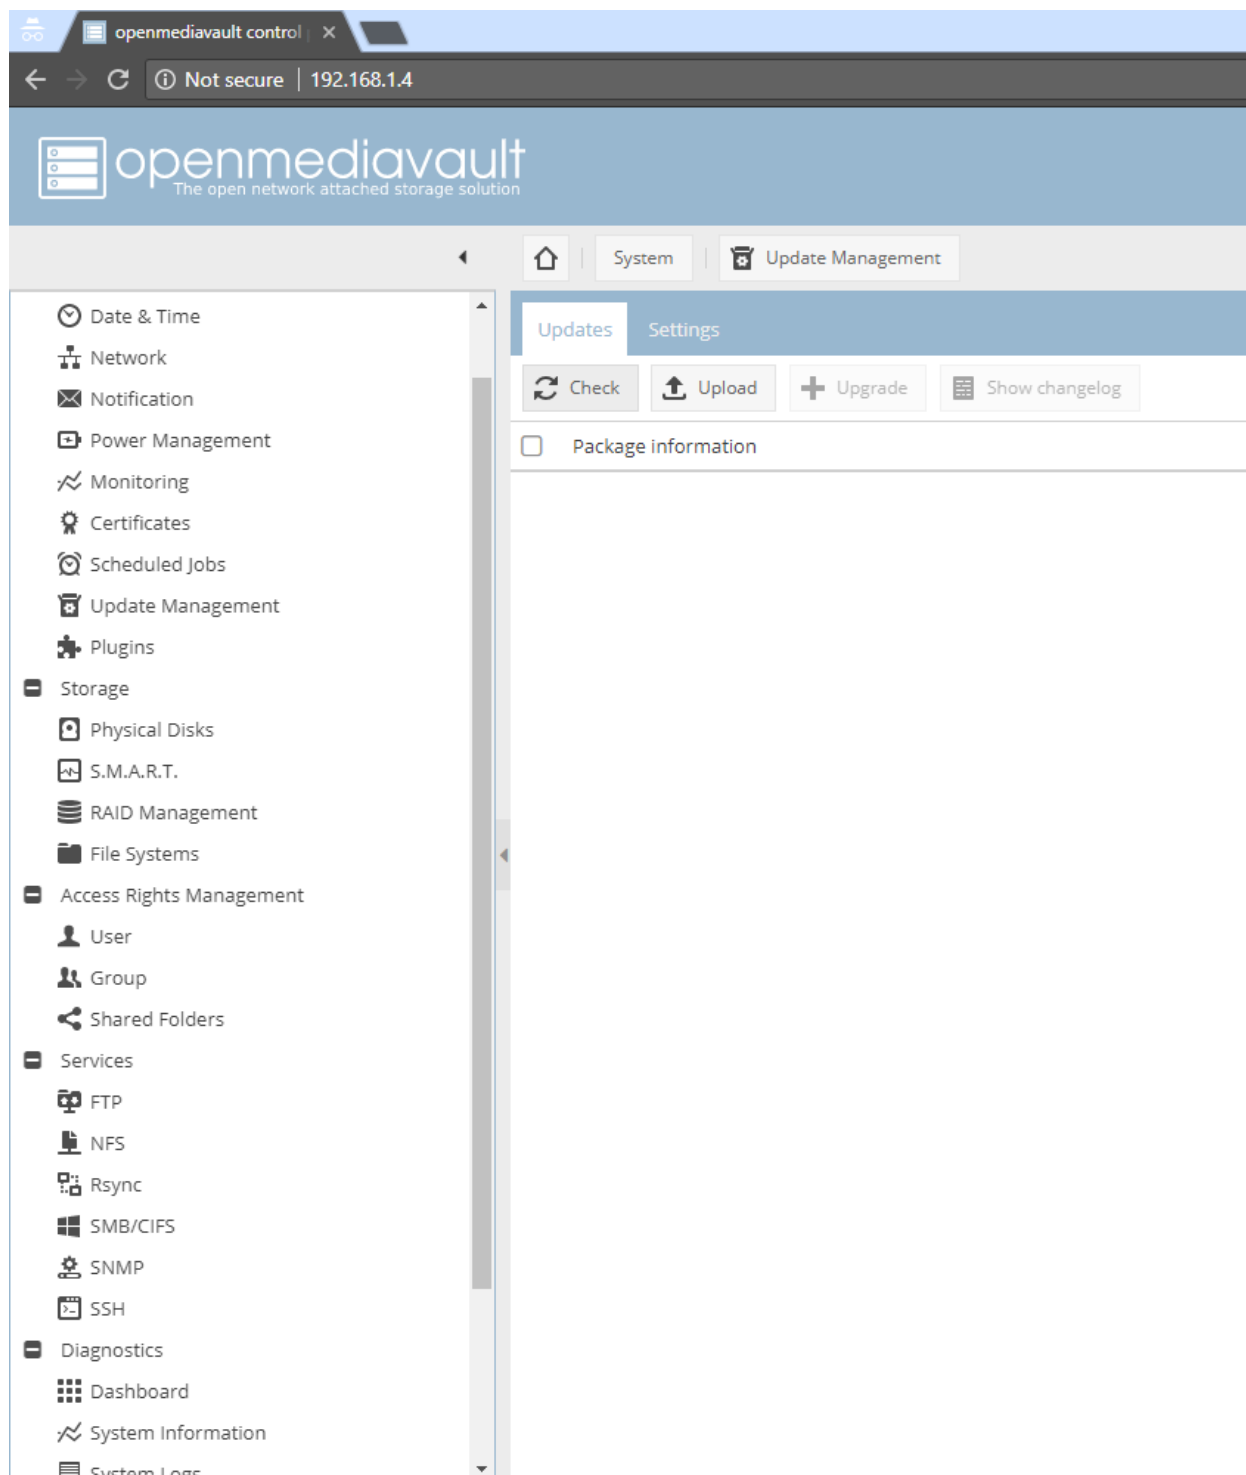 openmediavault control p
Not secure | 192.168.1.4
openmediavault
The open network attached storage solution
System
Update Management
Date & Time
Network
Notification
Power Management
Monitoring
Certificates
Scheduled Jobs
Update Management
Plugins
Storage
Physical Disks
S.M.A.R.T.
RAID Management
File Systems
Access Rights Management
User
Group
Shared Folders
Services
FTP
NFS
Rsync
SMB/CIFS
SNMP
SSH
Diagnostics
Dashboard
System Information
System Logs
Updates Settings
Check Upload Upgrade Show changelog
Package information